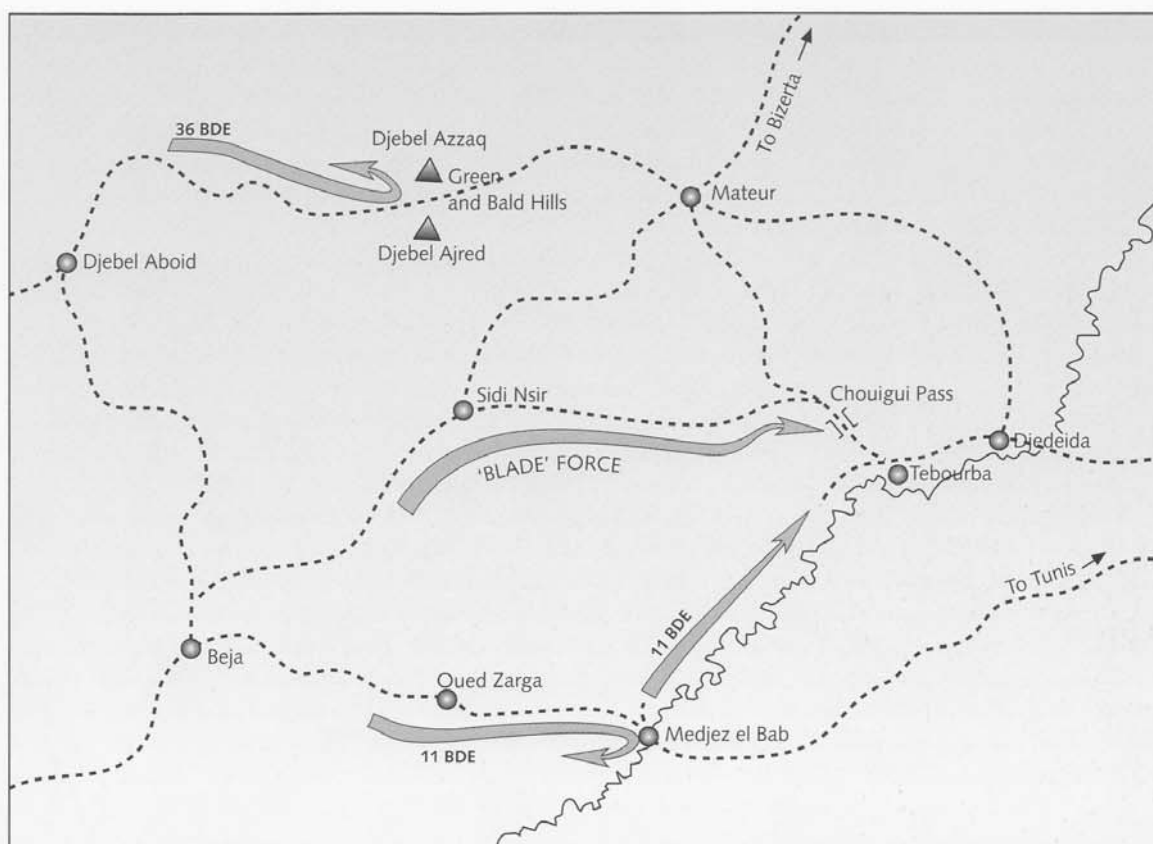 To Bizerta
36 BDE
Djebel Azzaq
Green
and Bald Hills
Mateur
Djebel Ajred
Djebel Aboid
Sidi Nsir
Chouigui Pass
'BLADE' FORCE
Djedeida
Tebourba
To Tunis
11 BDE
Beja
Oued Zarga
Medjez el Bab
11 BDE